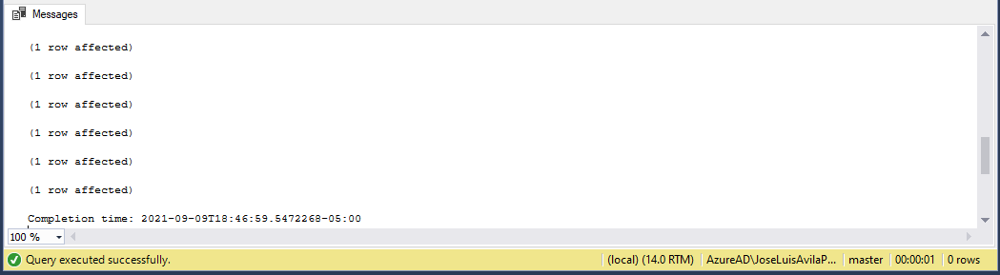 Messages
(1 row affected)
(1 row affected)
(1 row affected)
(1 row affected)
(1 row affected)
(1 row affected)
Completion time: 2021-09-09T18:46:59.5472268-05:00
100 %
Query executed successfully. (local) (14.0 RTM) AzureAD\JoseLuisAvilaP... master 00:00:01 0 rows